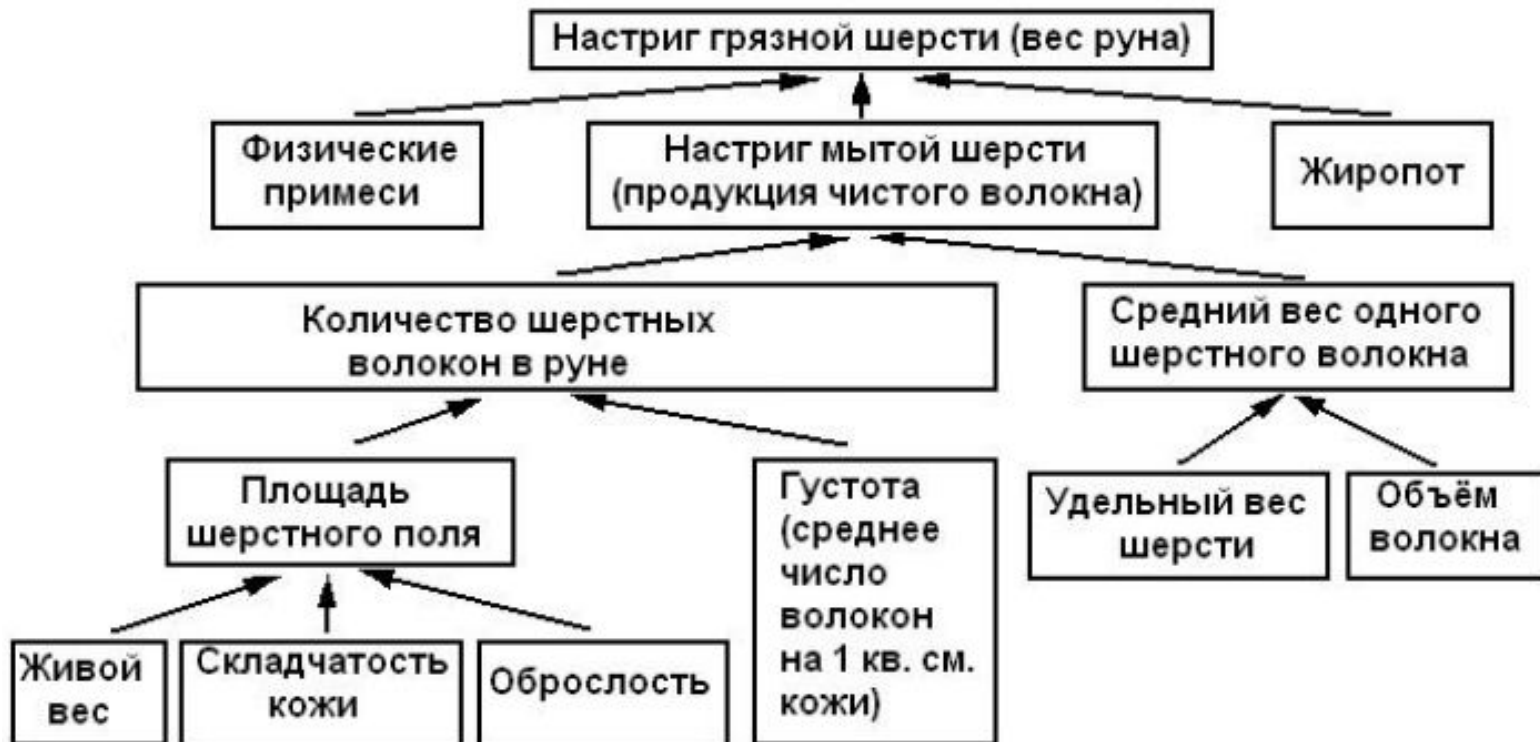 Настриг грязной шерсти (вес руна)
Физические
примеси
Настриг мытой шерсти
(продукция чистого волокна)
Жиропот
Количество шерстных
волокон в руне
Средний вес одного
шерстного волокна
Площадь
шерстного поля
Густота
(среднее
число
волокон
на 1 кв. см.
кожи)
Удельный вес
шерсти
Объём
волокна
Живой
вес
Складчатость
кожи
Оброслость